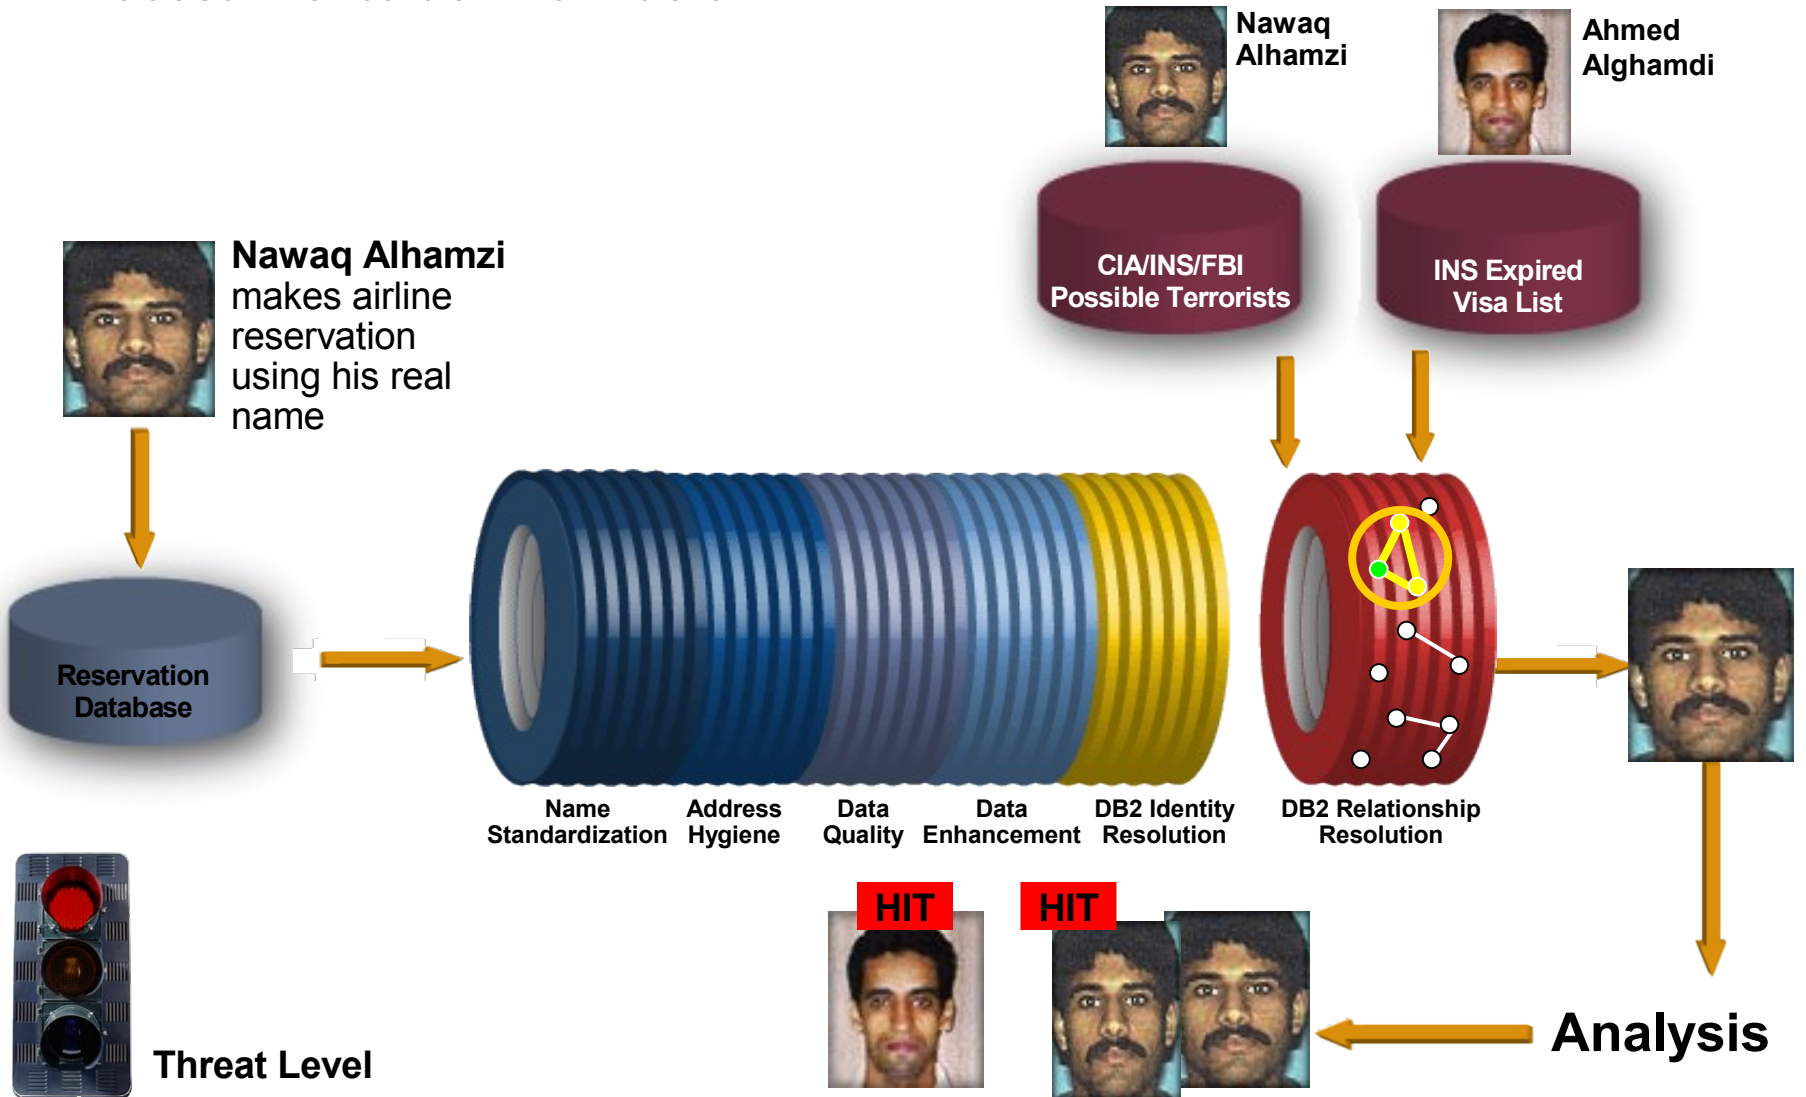 Nawaq
Alhamzi
Ahmed
Alghamdi
CIA/INS/FBI
Possible Terrorists
INS Expired
Visa List
Nawaq Alhamzi
makes airline
reservation
using his real
name
Reservation
Database
Name
Standardization
Address
Hygiene
Data
Quality
Data
Enhancement
DB2 Identity
Resolution
DB2 Relationship
Resolution
HIT
HIT
Analysis
Threat Level